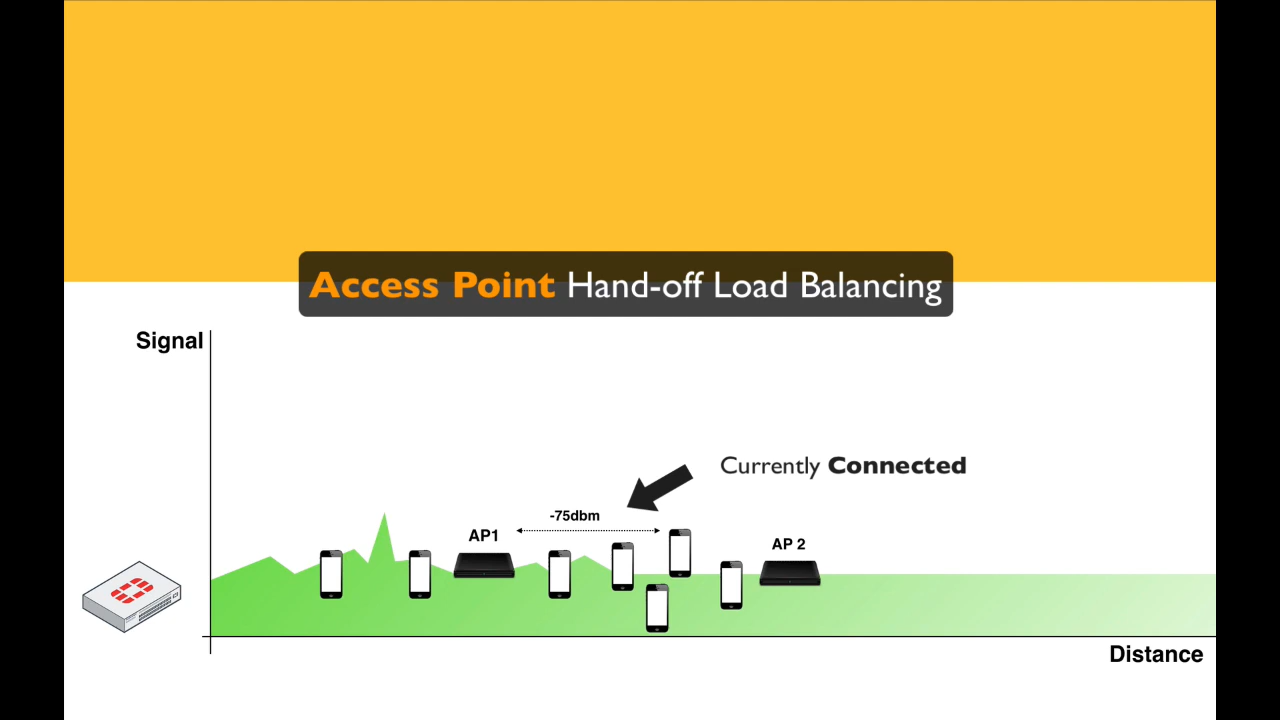 Access Point Hand-off Load Balancing
Signal
Currently Connected
-75dbm
AP1
AP 2
Distance